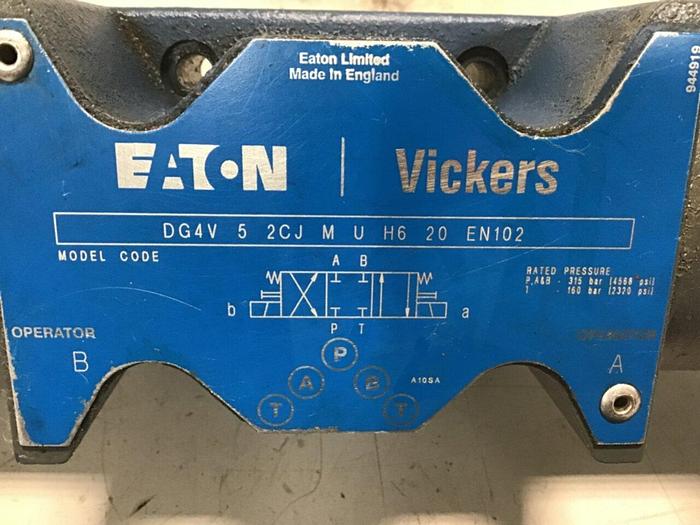 Eaton Limited
Made in England
944919
EATON | Vickers
DG4V 5 2CJ M U H6 20 EN102
MODEL CODE
A B
RATED PRESSURE
P,A&B - 315 bar (4568 psi)
T - 160 bar (2320 psi)
b a
P T
OPERATOR
B
OPERATOR
A
P
A B
T T
A10SA